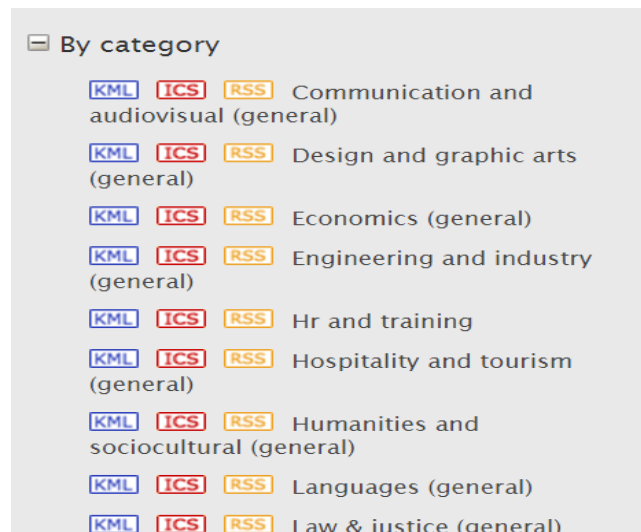 By category
KML ICS RSS Communication and
audiovisual (general)
KML ICS RSS Design and graphic arts
(general)
KML ICS RSS Economics (general)
KML ICS RSS Engineering and industry
(general)
KML ICS RSS Hr and training
KML ICS RSS Hospitality and tourism
(general)
KML ICS RSS Humanities and
sociocultural (general)
KML ICS RSS Languages (general)
KML ICS RSS Law & justice (general)